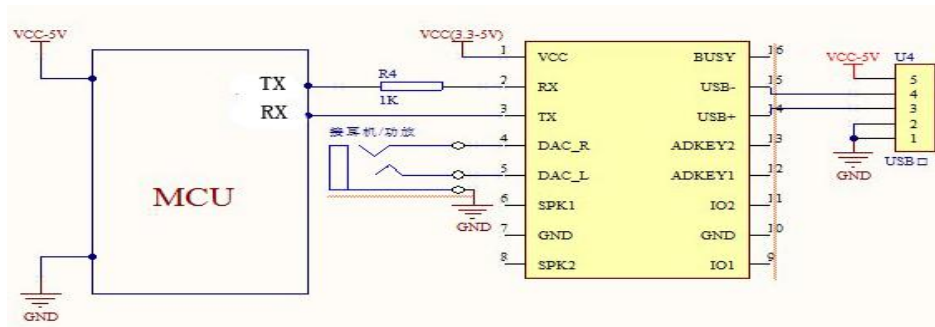 VCC-5V
TX
RX
MCU
GND
R4
1K
接耳机/功放
GND
VCC(3.3-5V)
1 VCC
2 RX
3 TX
4 DAC_R
5 DAC_L
6 SPK1
7 GND
8 SPK2
BUSY 16
USB- 15
USB+ 14
ADKEY2 13
ADKEY1 12
IO2 11
GND 10
IO1 9
VCC-5V
U4
5
4
3
2
1
USB口
GND